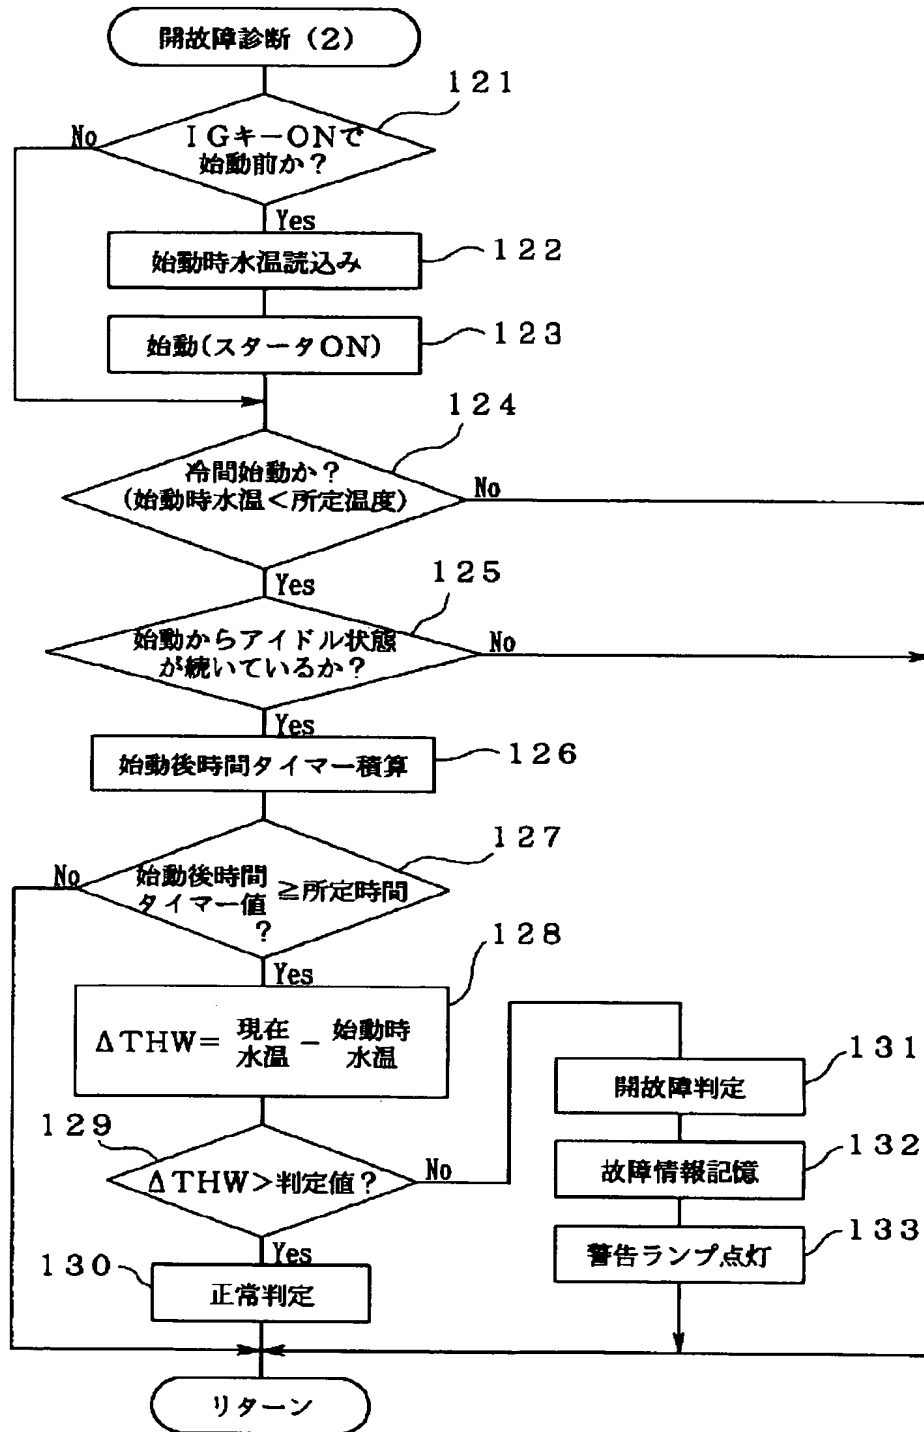 開故障診断(2)
121
IGキーONで
始動前か?
No
Yes
始動時水温読込み
122
始動(スタータON)
123
124
冷間始動か?
(始動時水温<所定温度)
No
Yes
125
始動からアイドル状態
が続いているか?
No
Yes
始動後時間タイマー積算
126
127
No
始動後時間
タイマー値
≧所定時間
?
Yes
128
ΔTHW=
現在
水温
−
始動時
水温
129
ΔTHW>判定値?
No
Yes
130
正常判定
開故障判定
131
故障情報記憶
132
警告ランプ点灯
133
リターン